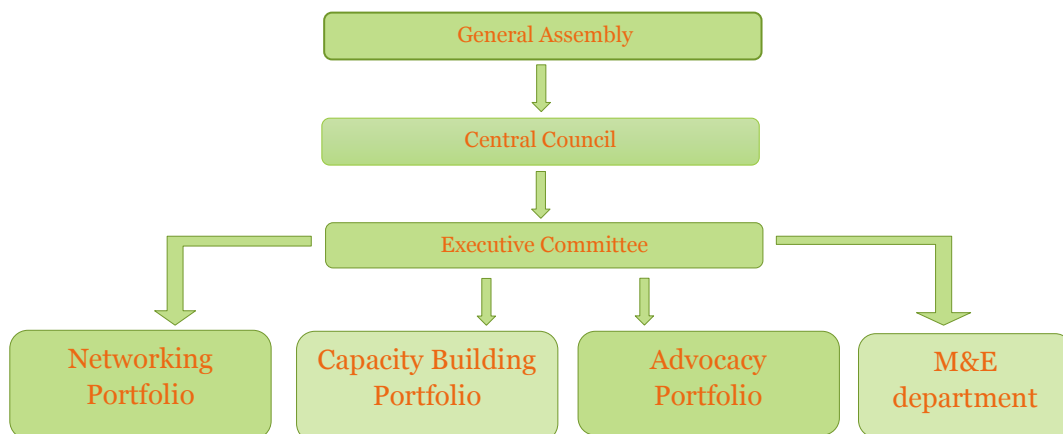 General Assembly
Central Council
Executive Committee
Networking
Portfolio
Capacity Building
Portfolio
Advocacy
Portfolio
M&E
department